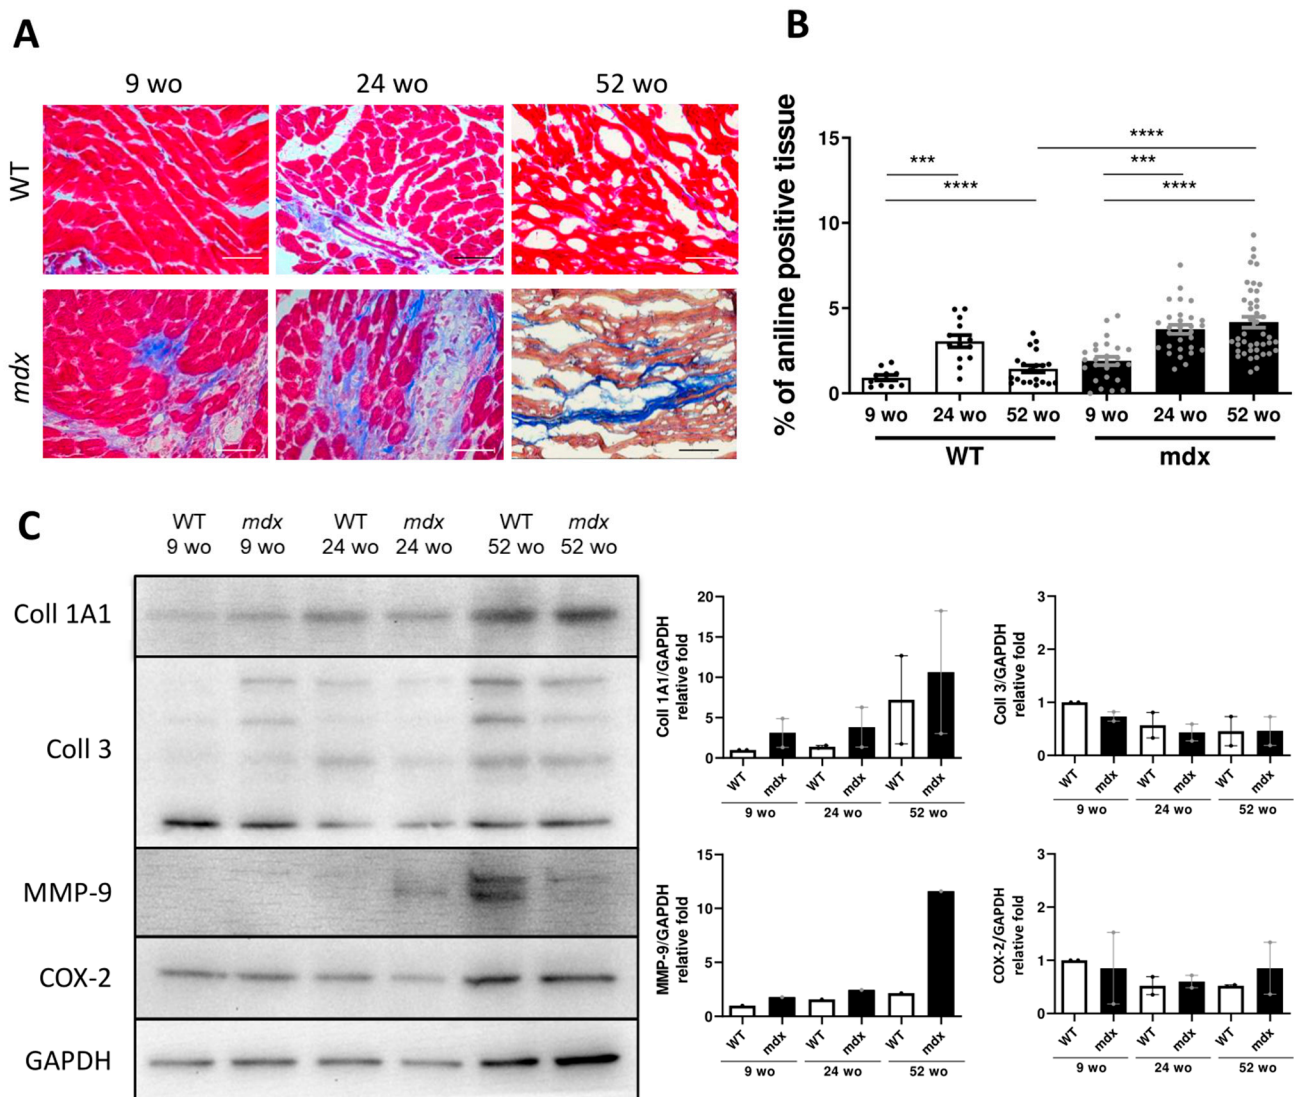 A
9 wo
24 wo
52 wo
WT
mdx
B
% of aniline positive tissue
15
10
5
0
***
****
****
***
****
9 wo
24 wo
52 wo
9 wo
24 wo
52 wo
WT
mdx
C
WT
9 wo
mdx
9 wo
WT
24 wo
mdx
24 wo
WT
52 wo
mdx
52 wo
Coll 1A1
Coll 3
MMP-9
COX-2
GAPDH
Coll 1A1/GAPDH
relative fold
20
15
10
5
0
WT
mdx
WT
mdx
WT
mdx
9 wo
24 wo
52 wo
Coll 3/GAPDH
relative fold
3
2
1
0
WT
mdx
WT
mdx
WT
mdx
9 wo
24 wo
52 wo
MMP-9/GAPDH
relative fold
15
10
5
0
WT
mdx
WT
mdx
WT
mdx
9 wo
24 wo
52 wo
COX-2/GAPDH
relative fold
3
2
1
0
WT
mdx
WT
mdx
WT
mdx
9 wo
24 wo
52 wo